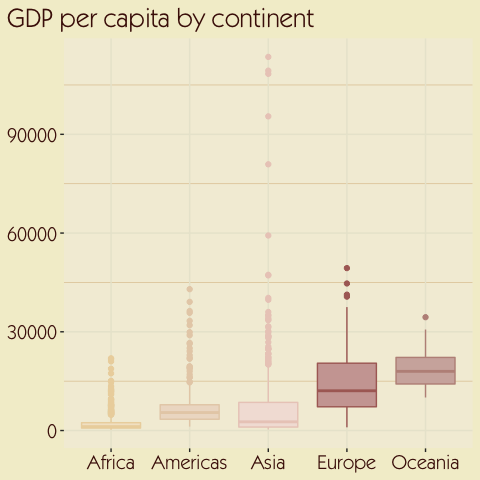 GDP per capita by continent
90000
60000
30000
0
Africa Americas Asia Europe Oceania